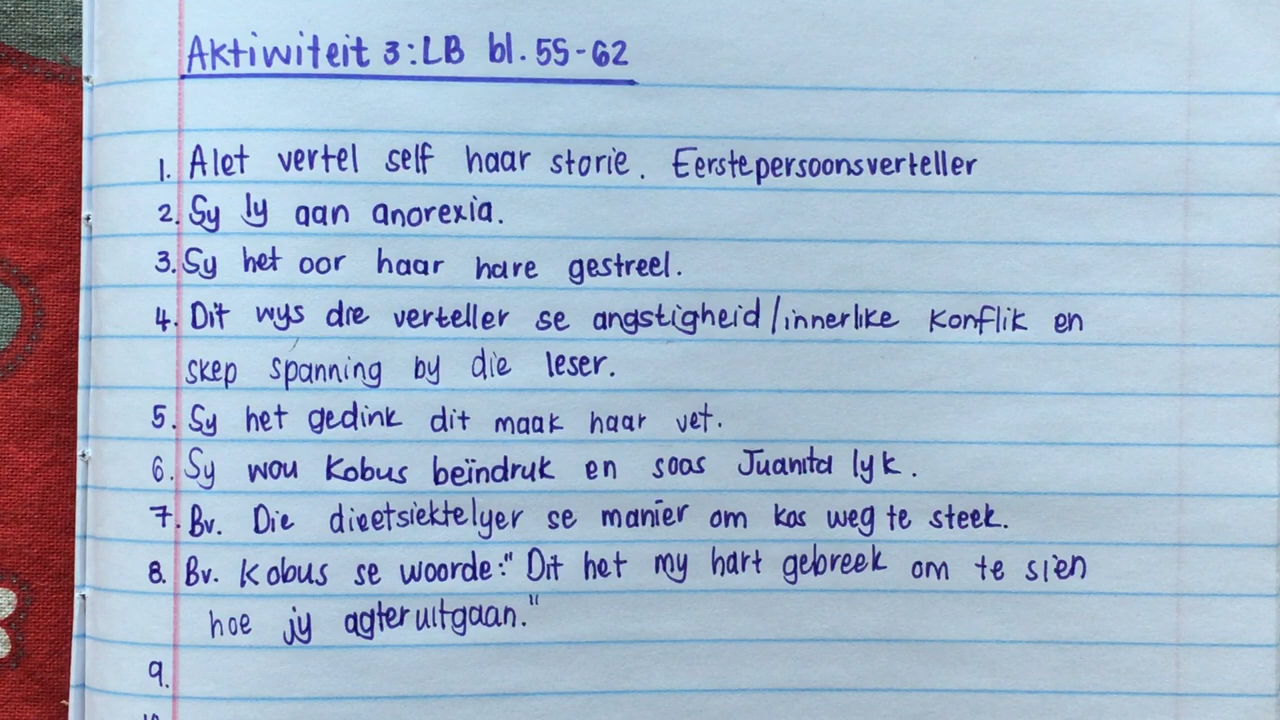 Aktiwiteit 3: LB bl. 55-62
1. Alet vertel self haar storie. Eerstepersoonsverteller
2. Sy ly aan anorexia.
3. Sy het oor haar hare gestreel.
4. Dit wys die verteller se angstigheid/innerlike konflik en
skep spanning by die leser.
5. Sy het gedink dit maak haar vet.
6. Sy wou Kobus beïndruk en soos Juanita lyk.
7. Bv. Die dieetsiektelyer se manier om kos weg te steek.
8. Bv. Kobus se woorde:" Dit het my hart gebreek om te sien
hoe jy agteruitgaan."
9.